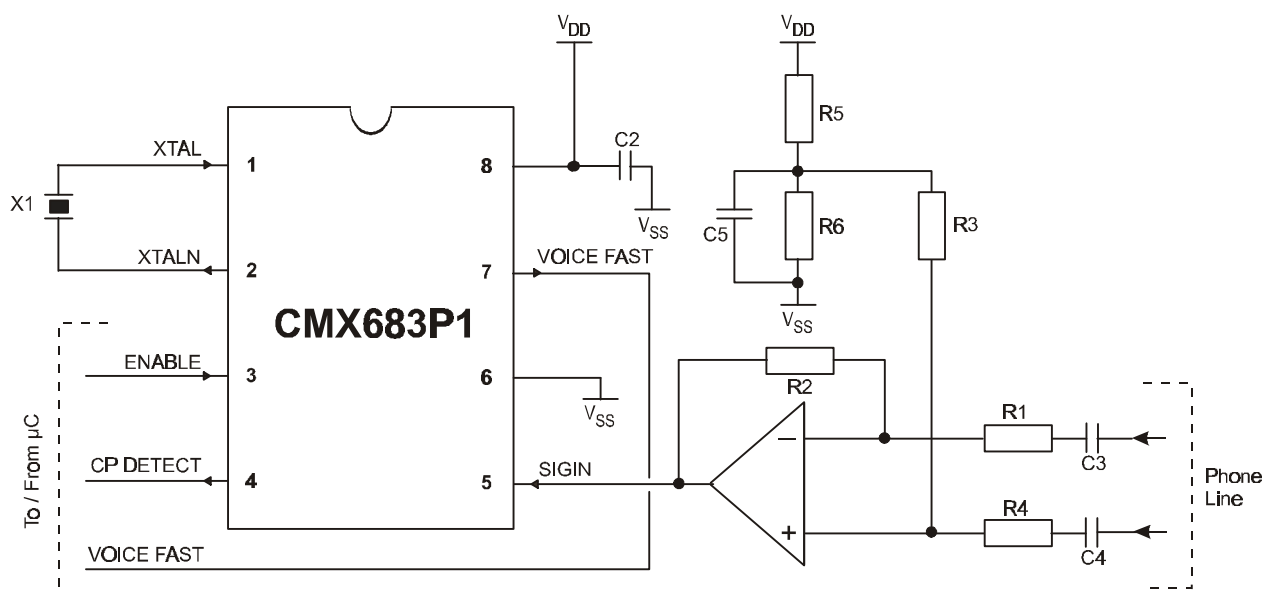 VDD
VDD
R5
XTAL
1
8
C2
X1
VSS
C5
R6
R3
XTALN
2
7
VOICE FAST
VSS
CMX683P1
ENABLE
3
6
R2
VSS
R1
C3
To / From µC
CP DETECT
4
5
SIGIN
−
+
Phone
Line
R4
C4
VOICE FAST